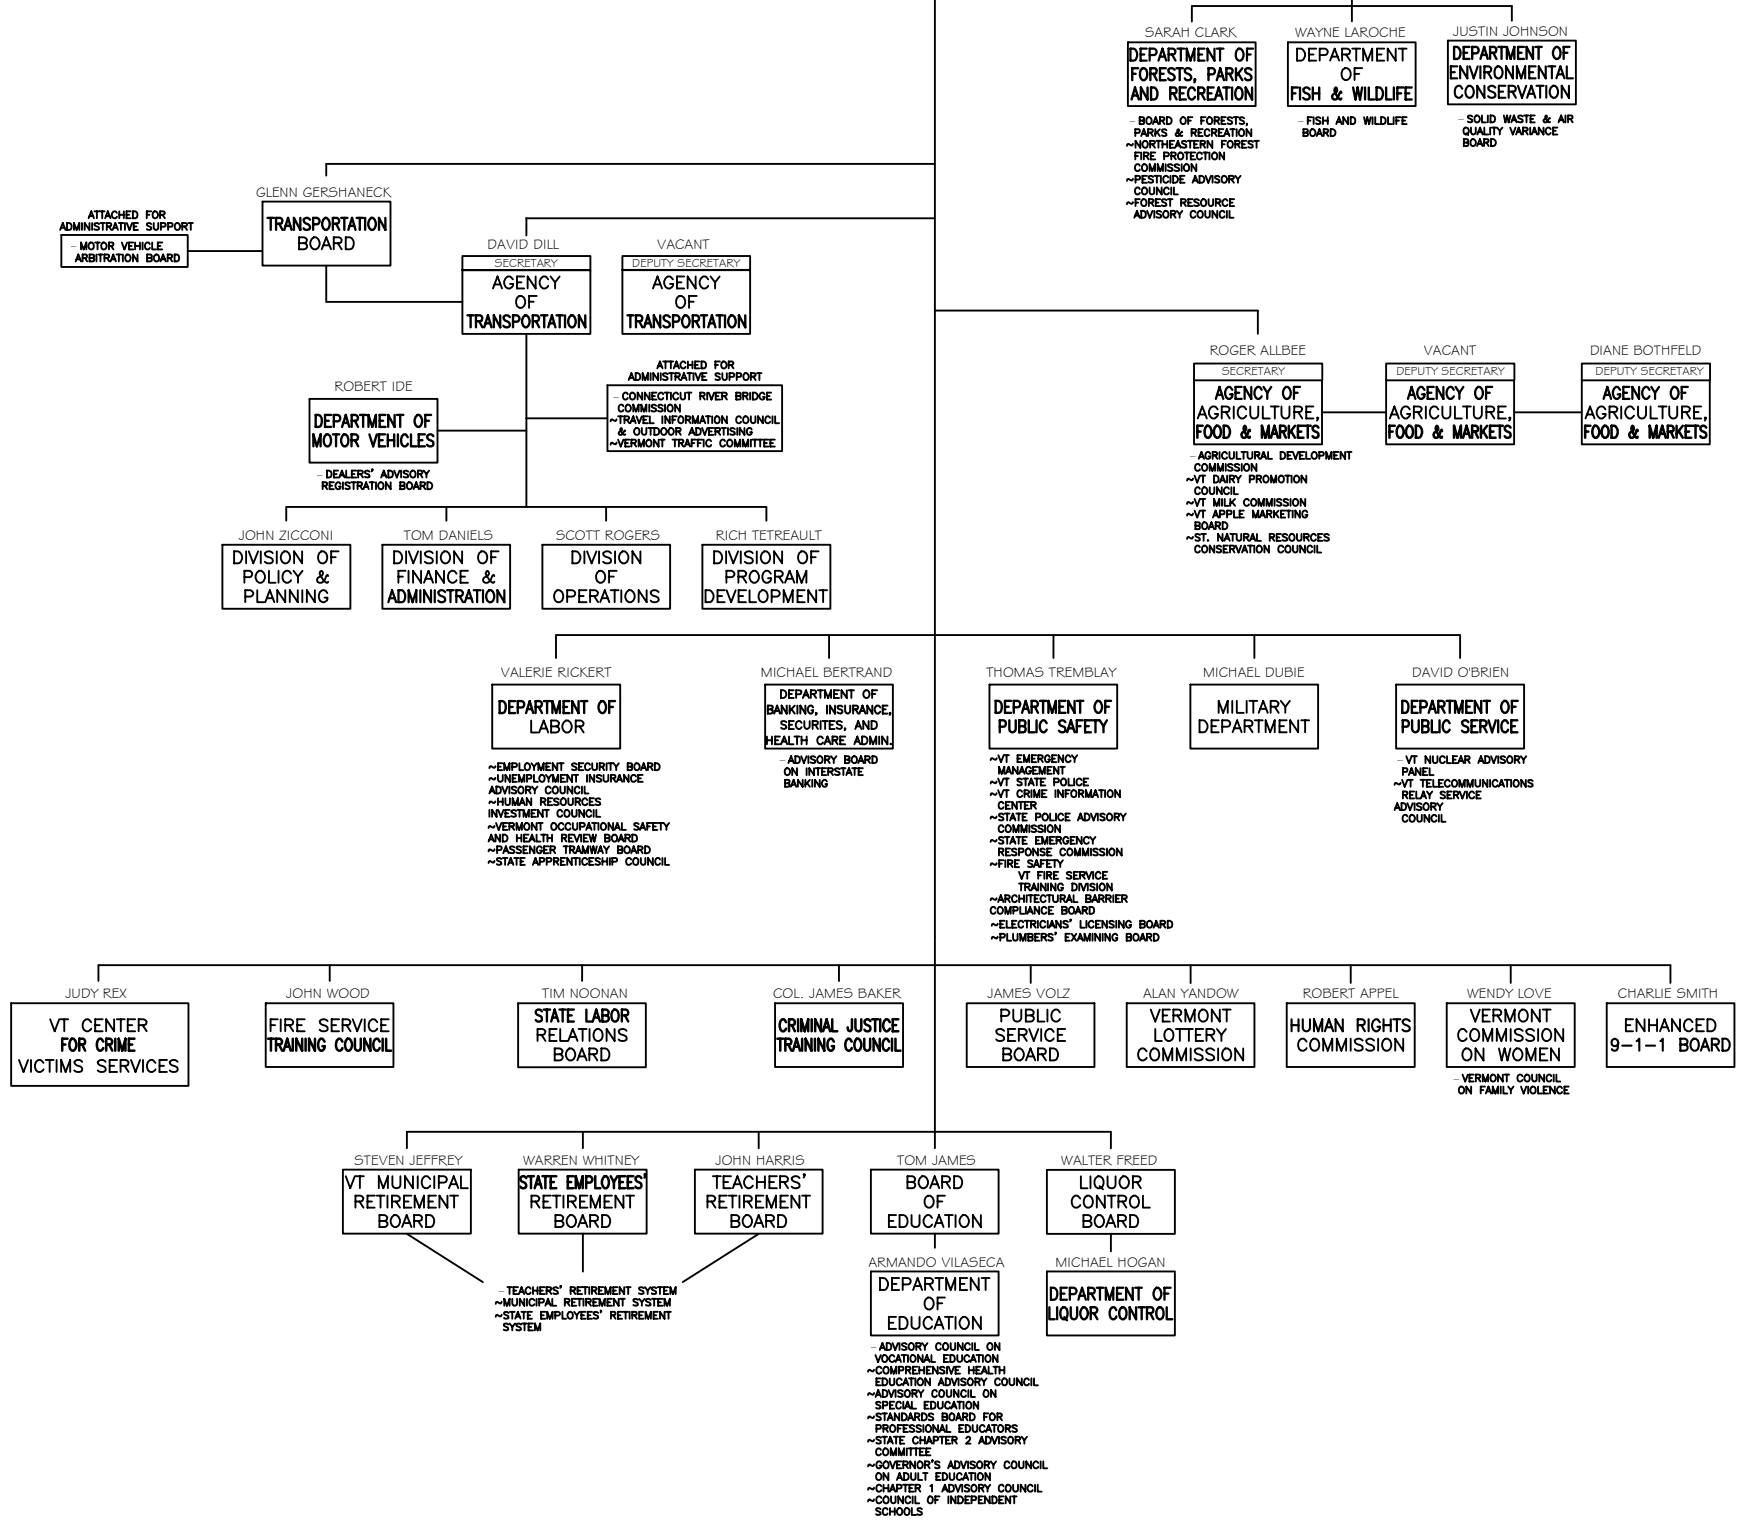 SARAH CLARK
DEPARTMENT OF
FORESTS, PARKS
AND RECREATION
– BOARD OF FORESTS,
PARKS & RECREATION
~NORTHEASTERN FOREST
FIRE PROTECTION
COMMISSION
~PESTICIDE ADVISORY
COUNCIL
~FOREST RESOURCE
ADVISORY COUNCIL
WAYNE LAROCHE
DEPARTMENT
OF
FISH & WILDLIFE
– FISH AND WILDLIFE
BOARD
JUSTIN JOHNSON
DEPARTMENT OF
ENVIRONMENTAL
CONSERVATION
– SOLID WASTE & AIR
QUALITY VARIANCE
BOARD
GLENN GERSHANECK
TRANSPORTATION
BOARD
ATTACHED FOR
ADMINISTRATIVE SUPPORT
– MOTOR VEHICLE
ARBITRATION BOARD
DAVID DILL
SECRETARY
AGENCY
OF
TRANSPORTATION
VACANT
DEPUTY SECRETARY
AGENCY
OF
TRANSPORTATION
ROGER ALLBEE
SECRETARY
AGENCY OF
AGRICULTURE,
FOOD & MARKETS
– AGRICULTURAL DEVELOPMENT
COMMISSION
~VT DAIRY PROMOTION
COUNCIL
~VT MILK COMMISSION
~VT APPLE MARKETING
BOARD
~ST. NATURAL RESOURCES
CONSERVATION COUNCIL
VACANT
DEPUTY SECRETARY
AGENCY OF
AGRICULTURE,
FOOD & MARKETS
DIANE BOTHFELD
DEPUTY SECRETARY
AGENCY OF
AGRICULTURE,
FOOD & MARKETS
ROBERT IDE
DEPARTMENT OF
MOTOR VEHICLES
– DEALERS' ADVISORY
REGISTRATION BOARD
ATTACHED FOR
ADMINISTRATIVE SUPPORT
– CONNECTICUT RIVER BRIDGE
COMMISSION
~TRAVEL INFORMATION COUNCIL
& OUTDOOR ADVERTISING
~VERMONT TRAFFIC COMMITTEE
JOHN ZICCONI
DIVISION OF
POLICY &
PLANNING
TOM DANIELS
DIVISION OF
FINANCE &
ADMINISTRATION
SCOTT ROGERS
DIVISION
OF
OPERATIONS
RICH TETREAULT
DIVISION OF
PROGRAM
DEVELOPMENT
VALERIE RICKERT
DEPARTMENT OF
LABOR
~EMPLOYMENT SECURITY BOARD
~UNEMPLOYMENT INSURANCE
ADVISORY COUNCIL
~HUMAN RESOURCES
INVESTMENT COUNCIL
~VERMONT OCCUPATIONAL SAFETY
AND HEALTH REVIEW BOARD
~PASSENGER TRAMWAY BOARD
~STATE APPRENTICESHIP COUNCIL
MICHAEL BERTRAND
DEPARTMENT OF
BANKING, INSURANCE,
SECURITES, AND
HEALTH CARE ADMIN.
– ADVISORY BOARD
ON INTERSTATE
BANKING
THOMAS TREMBLAY
DEPARTMENT OF
PUBLIC SAFETY
~VT EMERGENCY
MANAGEMENT
~VT STATE POLICE
~VT CRIME INFORMATION
CENTER
~STATE POLICE ADVISORY
COMMISSION
~STATE EMERGENCY
RESPONSE COMMISSION
~FIRE SAFETY
VT FIRE SERVICE
TRAINING DIVISION
~ARCHITECTURAL BARRIER
COMPLIANCE BOARD
~ELECTRICIANS' LICENSING BOARD
~PLUMBERS' EXAMINING BOARD
MICHAEL DUBIE
MILITARY
DEPARTMENT
DAVID O'BRIEN
DEPARTMENT OF
PUBLIC SERVICE
– VT NUCLEAR ADVISORY
PANEL
~VT TELECOMMUNICATIONS
RELAY SERVICE
ADVISORY
COUNCIL
JUDY REX
VT CENTER
FOR CRIME
VICTIMS SERVICES
JOHN WOOD
FIRE SERVICE
TRAINING COUNCIL
TIM NOONAN
STATE LABOR
RELATIONS
BOARD
COL. JAMES BAKER
CRIMINAL JUSTICE
TRAINING COUNCIL
JAMES VOLZ
PUBLIC
SERVICE
BOARD
ALAN YANDOW
VERMONT
LOTTERY
COMMISSION
ROBERT APPEL
HUMAN RIGHTS
COMMISSION
WENDY LOVE
VERMONT
COMMISSION
ON WOMEN
– VERMONT COUNCIL
ON FAMILY VIOLENCE
CHARLIE SMITH
ENHANCED
9-1-1 BOARD
STEVEN JEFFREY
VT MUNICIPAL
RETIREMENT
BOARD
WARREN WHITNEY
STATE EMPLOYEES'
RETIREMENT
BOARD
JOHN HARRIS
TEACHERS'
RETIREMENT
BOARD
– TEACHERS' RETIREMENT SYSTEM
~MUNICIPAL RETIREMENT SYSTEM
~STATE EMPLOYEES' RETIREMENT
SYSTEM
TOM JAMES
BOARD
OF
EDUCATION
ARMANDO VILASECA
DEPARTMENT
OF
EDUCATION
– ADVISORY COUNCIL ON
VOCATIONAL EDUCATION
~COMPREHENSIVE HEALTH
EDUCATION ADVISORY COUNCIL
~ADVISORY COUNCIL ON
SPECIAL EDUCATION
~STANDARDS BOARD FOR
PROFESSIONAL EDUCATORS
~STATE CHAPTER 2 ADVISORY
COMMITTEE
~GOVERNOR'S ADVISORY COUNCIL
ON ADULT EDUCATION
~CHAPTER 1 ADVISORY COUNCIL
~COUNCIL OF INDEPENDENT
SCHOOLS
WALTER FREED
LIQUOR
CONTROL
BOARD
MICHAEL HOGAN
DEPARTMENT OF
LIQUOR CONTROL